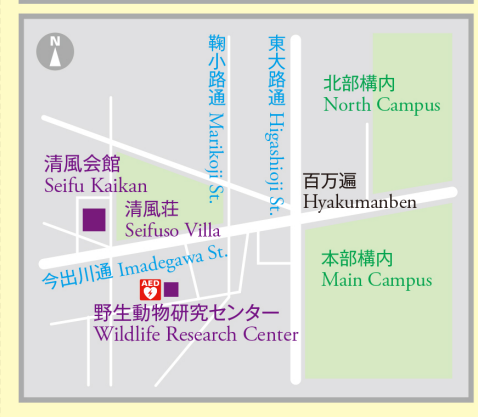 N
鞠小路通 Marikoji St.
東大路通 Higashioji St.
北部構内
North Campus
清風会館
Seifu Kaikan
百万遍
Hyakumanben
清風荘
Seifuso Villa
今出川通 Imadegawa St.
本部構内
Main Campus
AED
野生動物研究センター
Wildlife Research Center